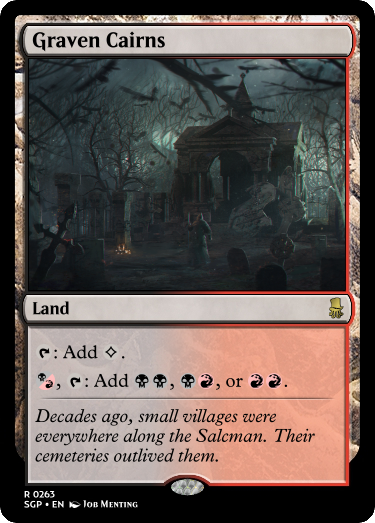 Graven Cairns
Land
: Add .
, : Add , , or .
Decades ago, small villages were
everywhere along the Salcman. Their
cemeteries outlived them.
R 0263
SGP • EN Job Menting